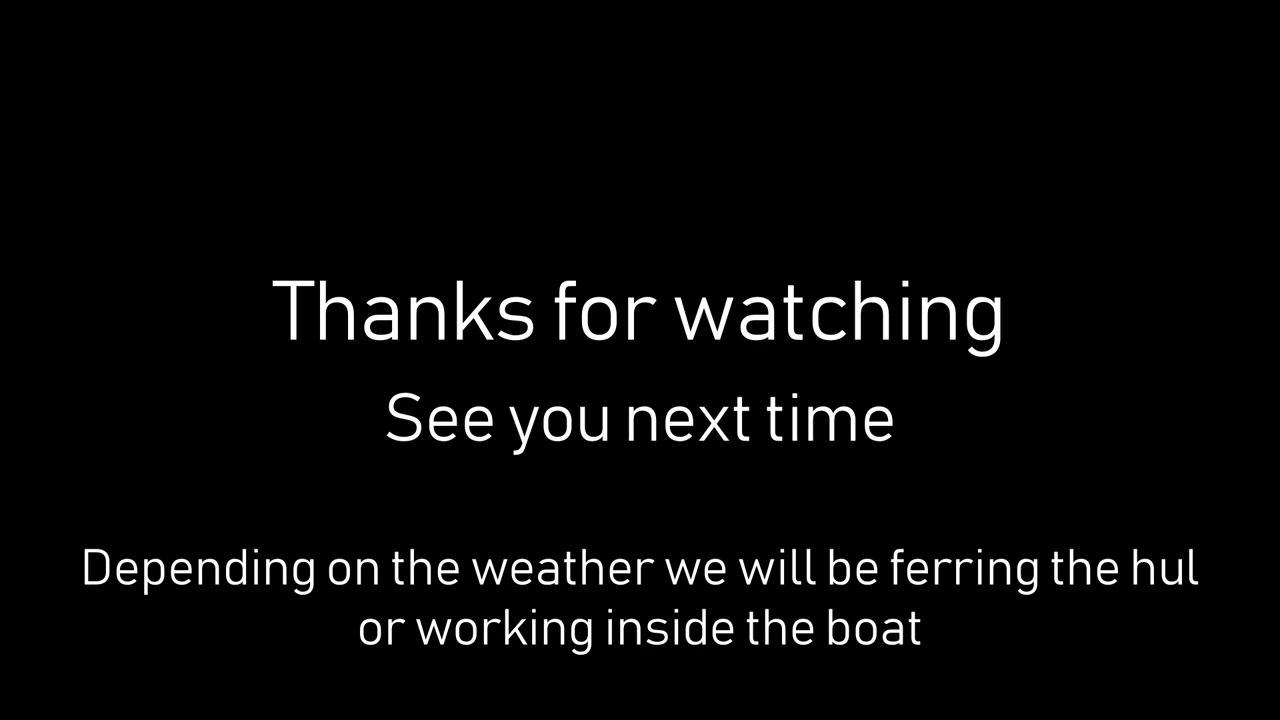 Thanks for watching
See you next time
Depending on the weather we will be ferring the hul
or working inside the boat